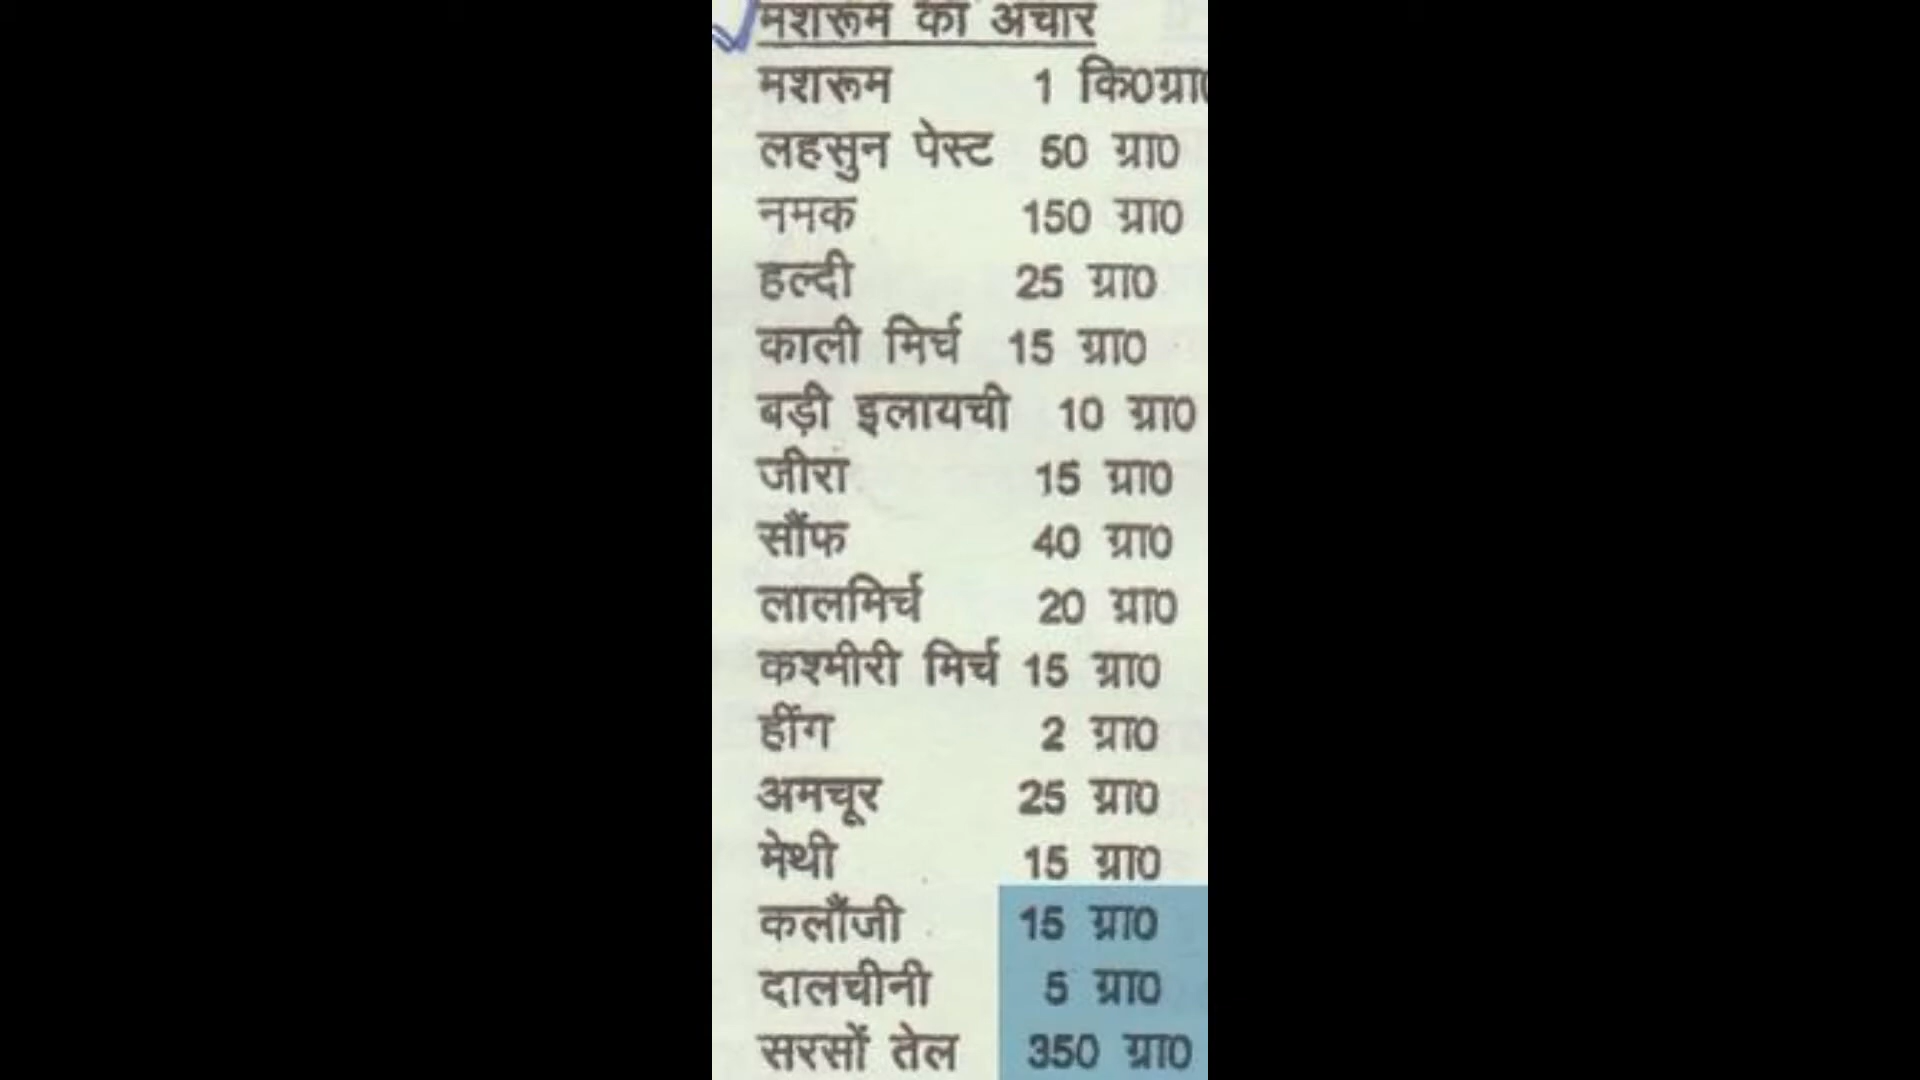 मशरूम का अचार
मशरूम 1 कि0ग्रा0
लहसुन पेस्ट 50 ग्रा0
नमक 150 ग्रा0
हल्दी 25 ग्रा0
काली मिर्च 15 ग्रा0
बड़ी इलायची 10 ग्रा0
जीरा 15 ग्रा0
सौंफ 40 ग्रा0
लालमिर्च 20 ग्रा0
कश्मीरी मिर्च 15 ग्रा0
हींग 2 ग्रा0
अमचूर 25 ग्रा0
मेथी 15 ग्रा0
कलौंजी 15 ग्रा0
दालचीनी 5 ग्रा0
सरसों तेल 350 ग्रा0